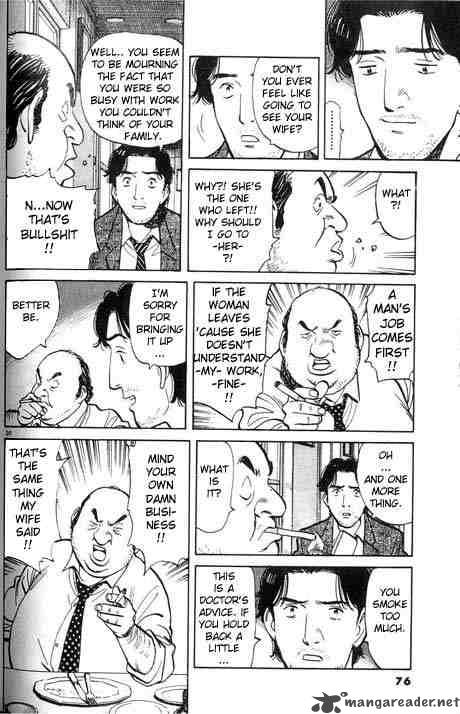 .........
DON'T
YOU EVER
FEEL LIKE
GOING TO
SEE YOUR
WIFE?
WELL.. YOU SEEM
TO BE MOURNING
THE FACT THAT
YOU WERE SO
BUSY WITH WORK
YOU COULDN'T
THINK OF YOUR
FAMILY.
N...NOW
THAT'S
BULLSHIT
!!
WHAT
?!
WHY?! SHE'S
THE ONE
WHO LEFT!!
WHY SHOULD
I GO TO
-HER-
?!
A
MAN'S
JOB
COMES
FIRST!!
IF THE
WOMAN
LEAVES
'CAUSE SHE
DOESN'T
UNDERSTAND
-MY- WORK,
-FINE-
!!
I'M
SORRY
FOR
BRINGING
IT UP
...
BETTER
BE.
OH
...
AND ONE
MORE
THING.
WHAT
IS
IT?
YOU
SMOKE
TOO
MUCH.
THIS
IS A
DOCTOR'S
ADVICE. IF
YOU HOLD
BACK A
LITTLE
...
MIND
YOUR
OWN
DAMN
BUSI-
NESS
!!
THAT'S
THE
SAME
THING
MY
WIFE
SAID
!!
76
mangareader.net